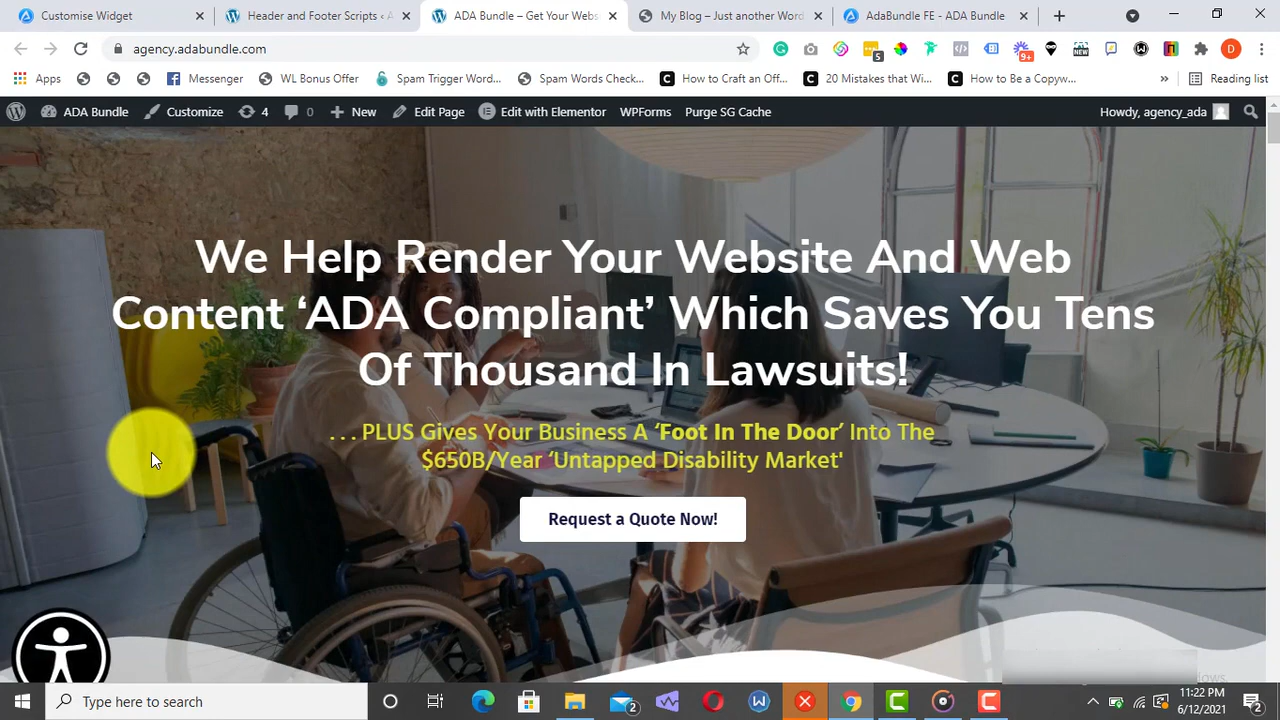 Customise Widget
Header and Footer Scripts ‹ A
ADA Bundle – Get Your Webs
My Blog – Just another Word
AdaBundle FE - ADA Bundle
agency.adabundle.com
5
9+
NEW
D
Apps
Messenger
WL Bonus Offer
Spam Trigger Word...
Spam Words Check...
How to Craft an Off...
20 Mistakes that Wi...
How to Be a Copyw...
»
Reading list
ADA Bundle
Customize
4
0
New
Edit Page
Edit with Elementor
WPForms
Purge SG Cache
Howdy, agency_ada
We Help Render Your Website And Web
Content ‘ADA Compliant’ Which Saves You Tens
Of Thousand In Lawsuits!
. . . PLUS Gives Your Business A ‘Foot In The Door’ Into The
$650B/Year ‘Untapped Disability Market'
Request a Quote Now!
Type here to search
2
11:22 PM
6/12/2021
2